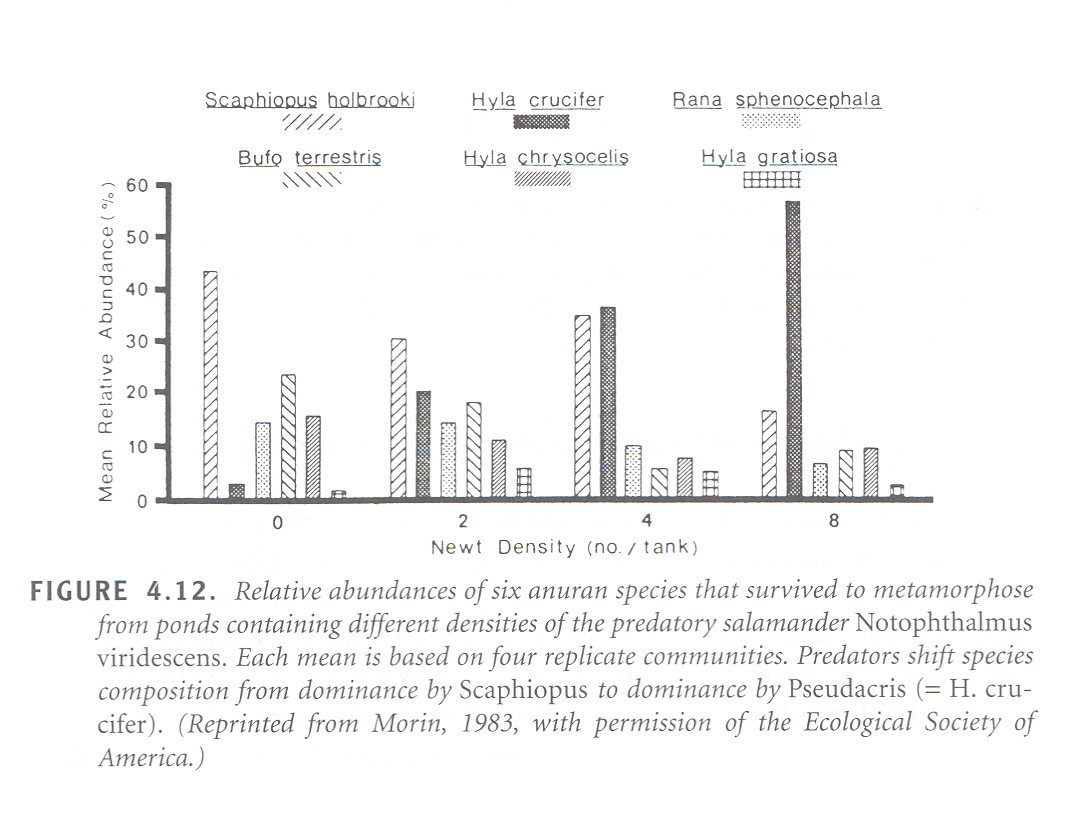 Scaphiopus holbrooki Hyla crucifer Rana sphenocephala
Bufo terrestris Hyla chrysocelis Hyla gratiosa
Mean Relative Abundance (%)
60
50
40
30
20
10
0
0 2 4 8
Newt Density (no. / tank)
FIGURE 4.12. Relative abundances of six anuran species that survived to metamorphose
from ponds containing different densities of the predatory salamander Notophthalmus
viridescens. Each mean is based on four replicate communities. Predators shift species
composition from dominance by Scaphiopus to dominance by Pseudacris (= H. cru-
cifer). (Reprinted from Morin, 1983, with permission of the Ecological Society of
America.)